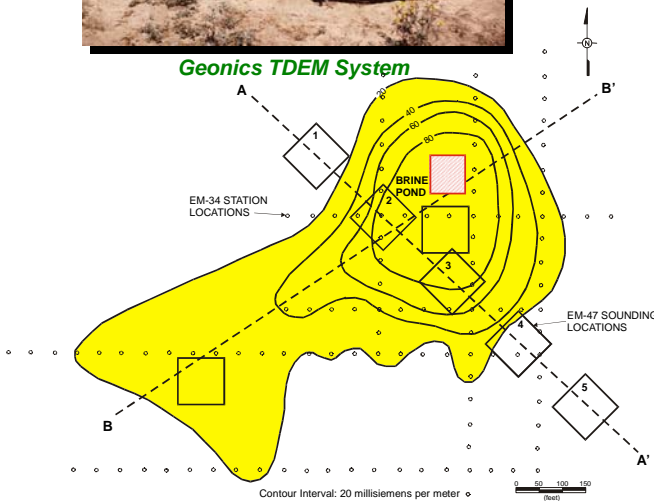 Geonics TDEM System
N
A
B'
20
40
60
80
1
BRINE
POND
2
EM-34 STATION
LOCATIONS
3
EM-47 SOUNDING
LOCATIONS
4
5
B
A'
0 50 100 150
(feet)
Contour Interval: 20 millisiemens per meter